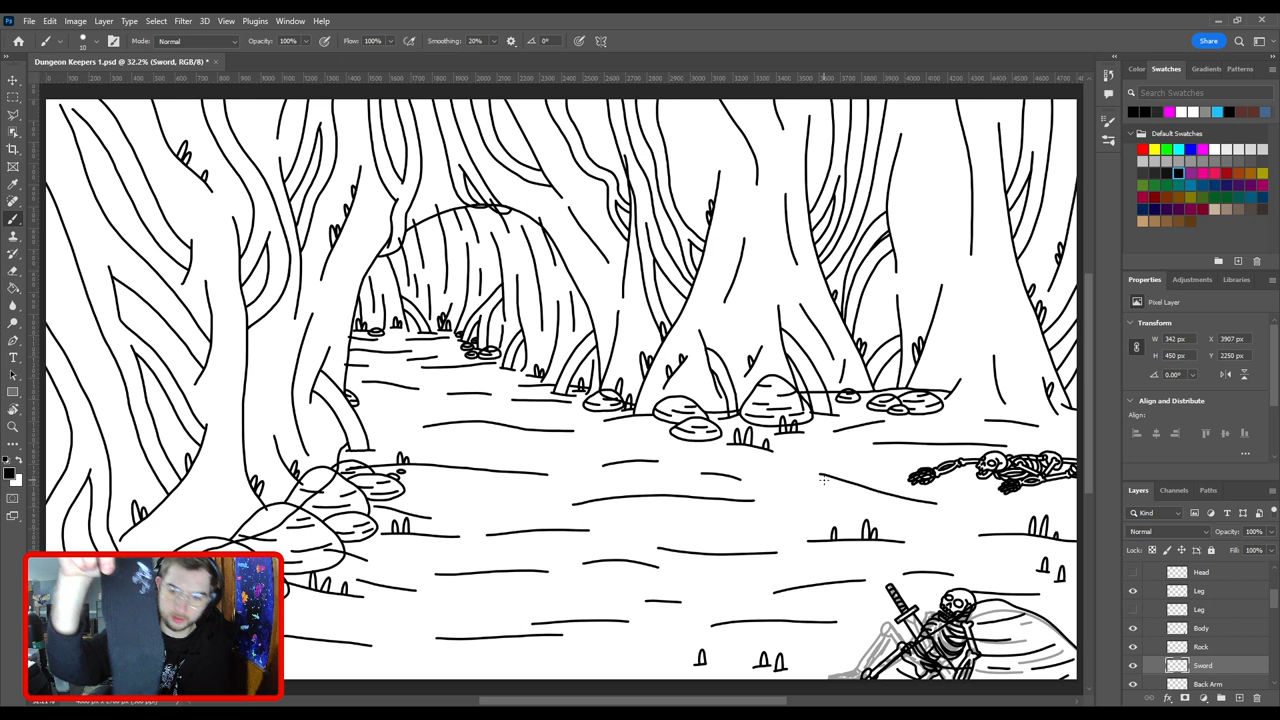 File Edit Image Layer Type Select Filter 3D View Plugins Window Help
10 Mode: Normal Opacity: 100% Flow: 100% Smoothing: 20% 0° Share
Dungeon Keepers 1.psd @ 32.2% (Sword, RGB/8) *
Color Swatches Gradients Patterns
Search Swatches
Default Swatches
Properties Adjustments Libraries
Pixel Layer
Transform
W 342 px X 3907 px
H 450 px Y 2250 px
0.00°
Align and Distribute
Align:
Layers Channels Paths
Kind
Normal Opacity: 100%
Lock: Fill: 100%
Head
Leg
Leg
Body
Rock
Sword
Back Arm